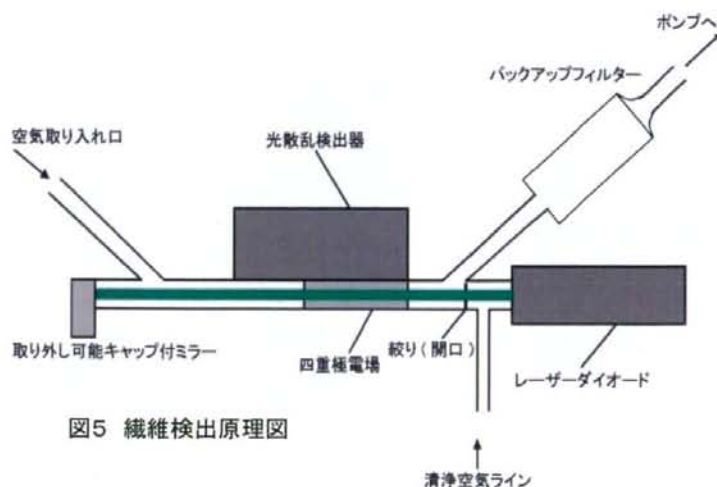 ポンプへ
バックアップフィルター
空気取り入れ口
光散乱検出器
取り外し可能キャップ付ミラー
四重極電場
絞り(開口)
レーザーダイオード
図5 繊維検出原理図
清浄空気ライン